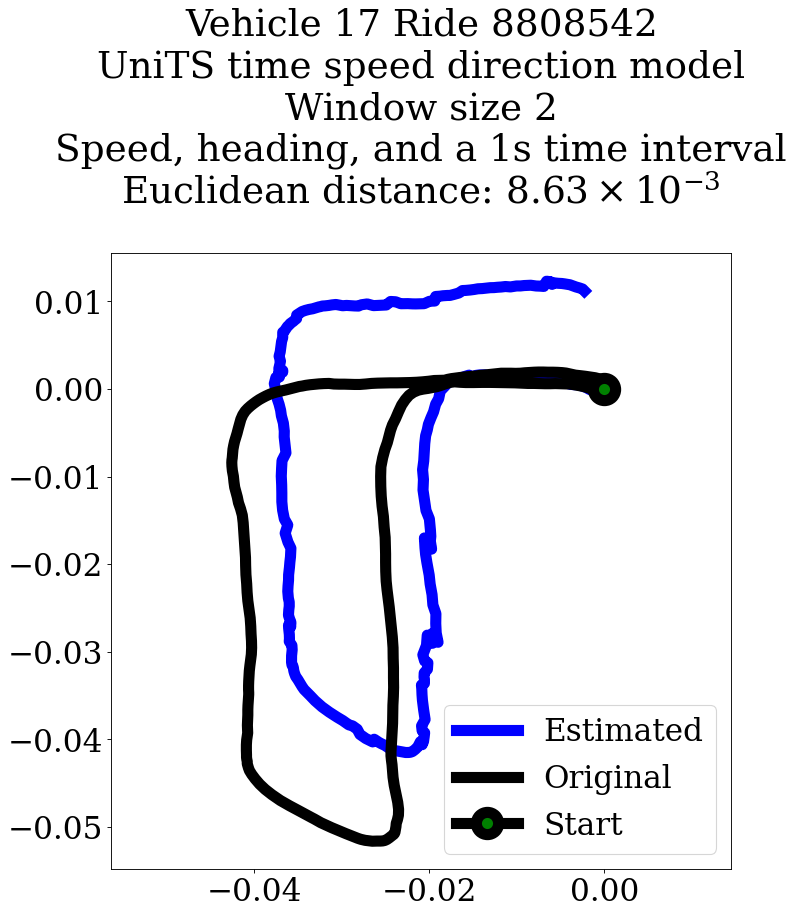 Vehicle 17 Ride 8808542
UniTS time speed direction model
Window size 2
Speed, heading, and a 1s time interval
Euclidean distance: 8.63 × 10⁻³
0.01
0.00
−0.01
−0.02
−0.03
−0.04
−0.05
Estimated
Original
Start
−0.04 −0.02 0.00